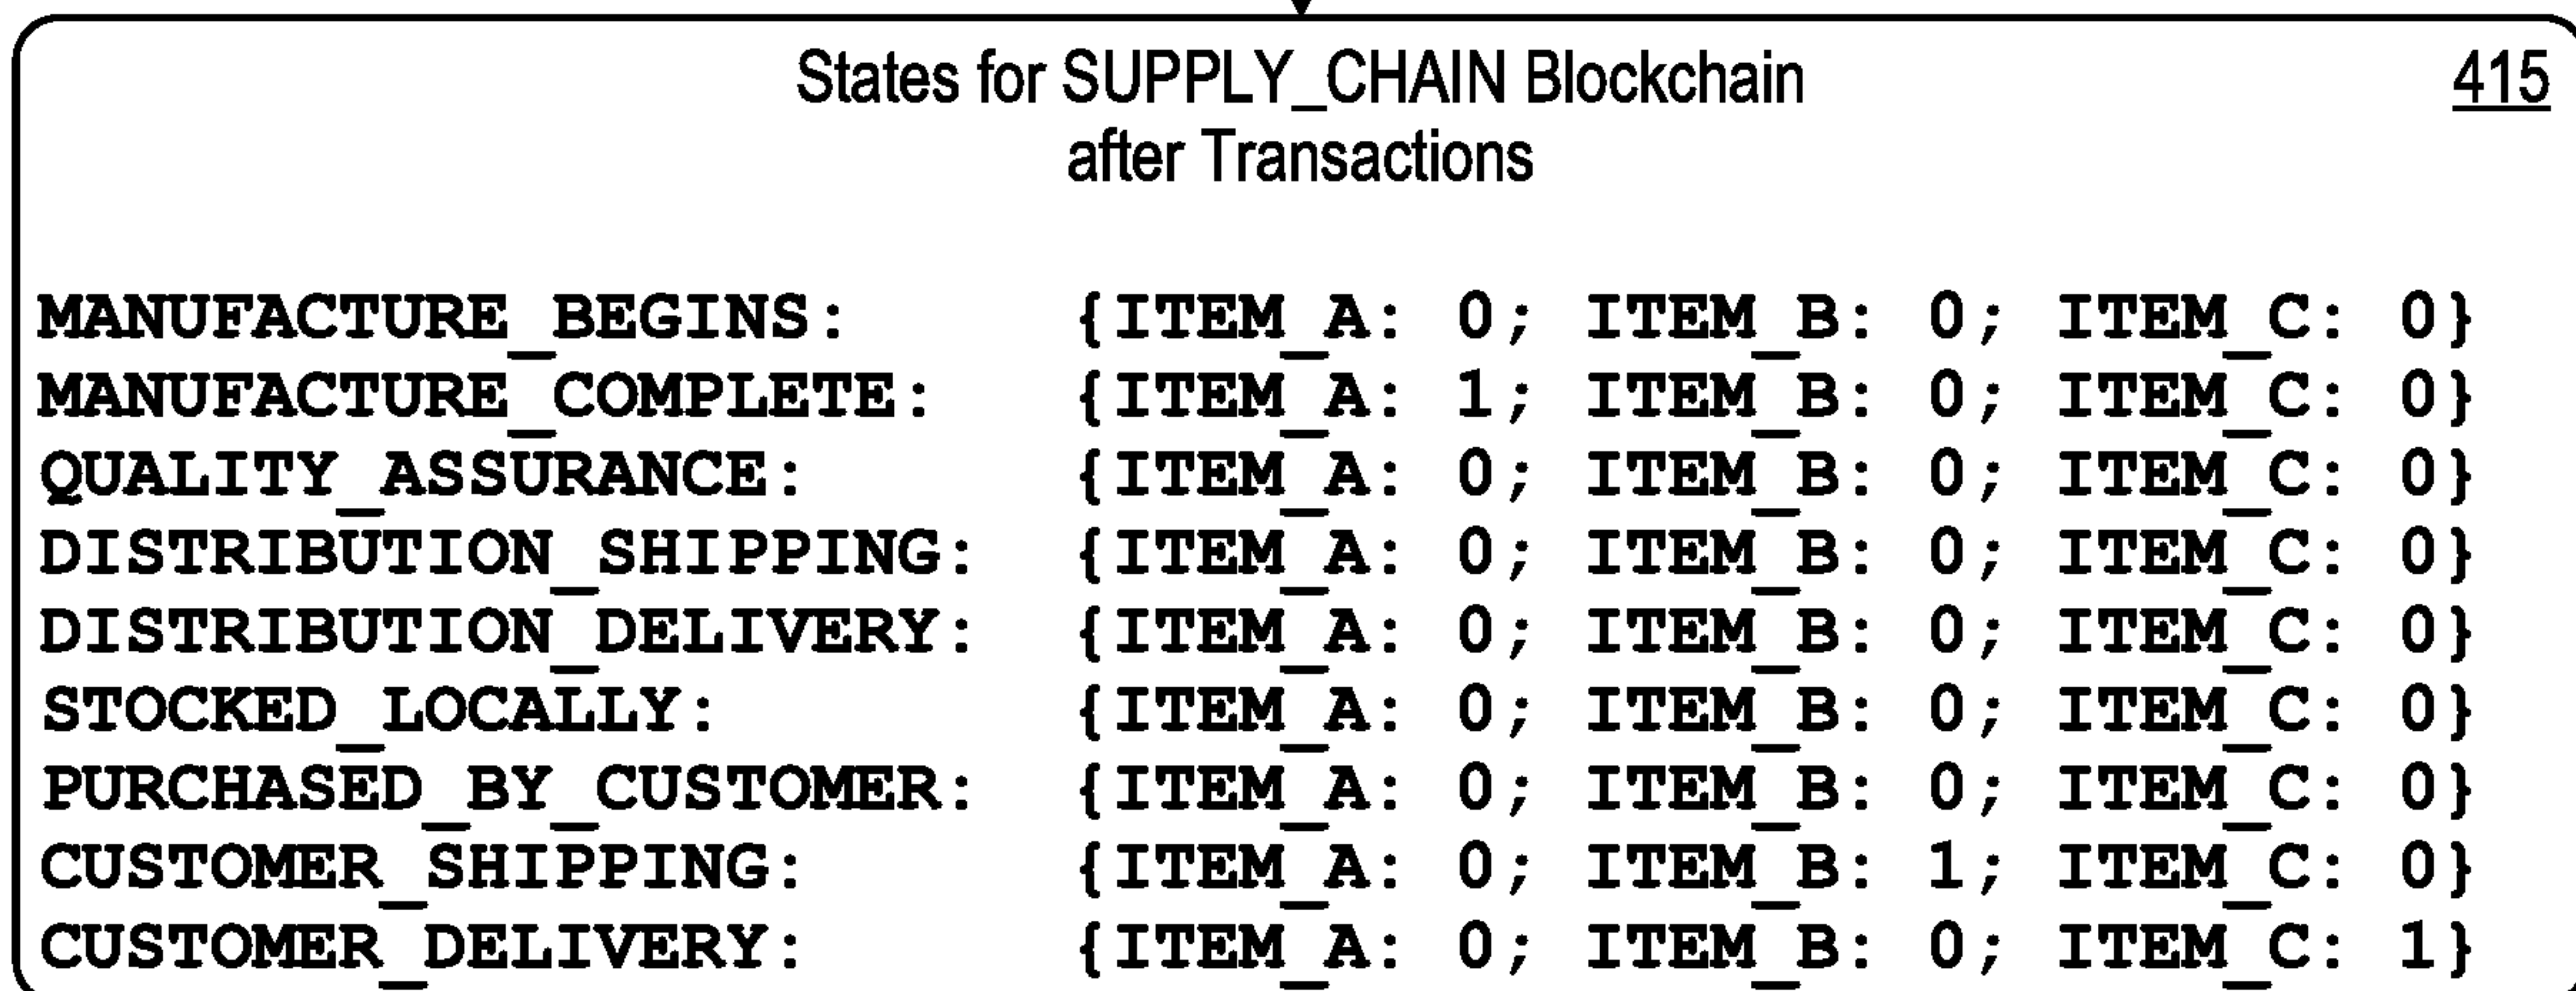 States for SUPPLY_CHAIN Blockchain 415
after Transactions
MANUFACTURE_BEGINS: {ITEM_A: 0; ITEM_B: 0; ITEM_C: 0}
MANUFACTURE_COMPLETE: {ITEM_A: 1; ITEM_B: 0; ITEM_C: 0}
QUALITY_ASSURANCE: {ITEM_A: 0; ITEM_B: 0; ITEM_C: 0}
DISTRIBUTION_SHIPPING: {ITEM_A: 0; ITEM_B: 0; ITEM_C: 0}
DISTRIBUTION_DELIVERY: {ITEM_A: 0; ITEM_B: 0; ITEM_C: 0}
STOCKED_LOCALLY: {ITEM_A: 0; ITEM_B: 0; ITEM_C: 0}
PURCHASED_BY_CUSTOMER: {ITEM_A: 0; ITEM_B: 0; ITEM_C: 0}
CUSTOMER_SHIPPING: {ITEM_A: 0; ITEM_B: 1; ITEM_C: 0}
CUSTOMER_DELIVERY: {ITEM_A: 0; ITEM_B: 0; ITEM_C: 1}